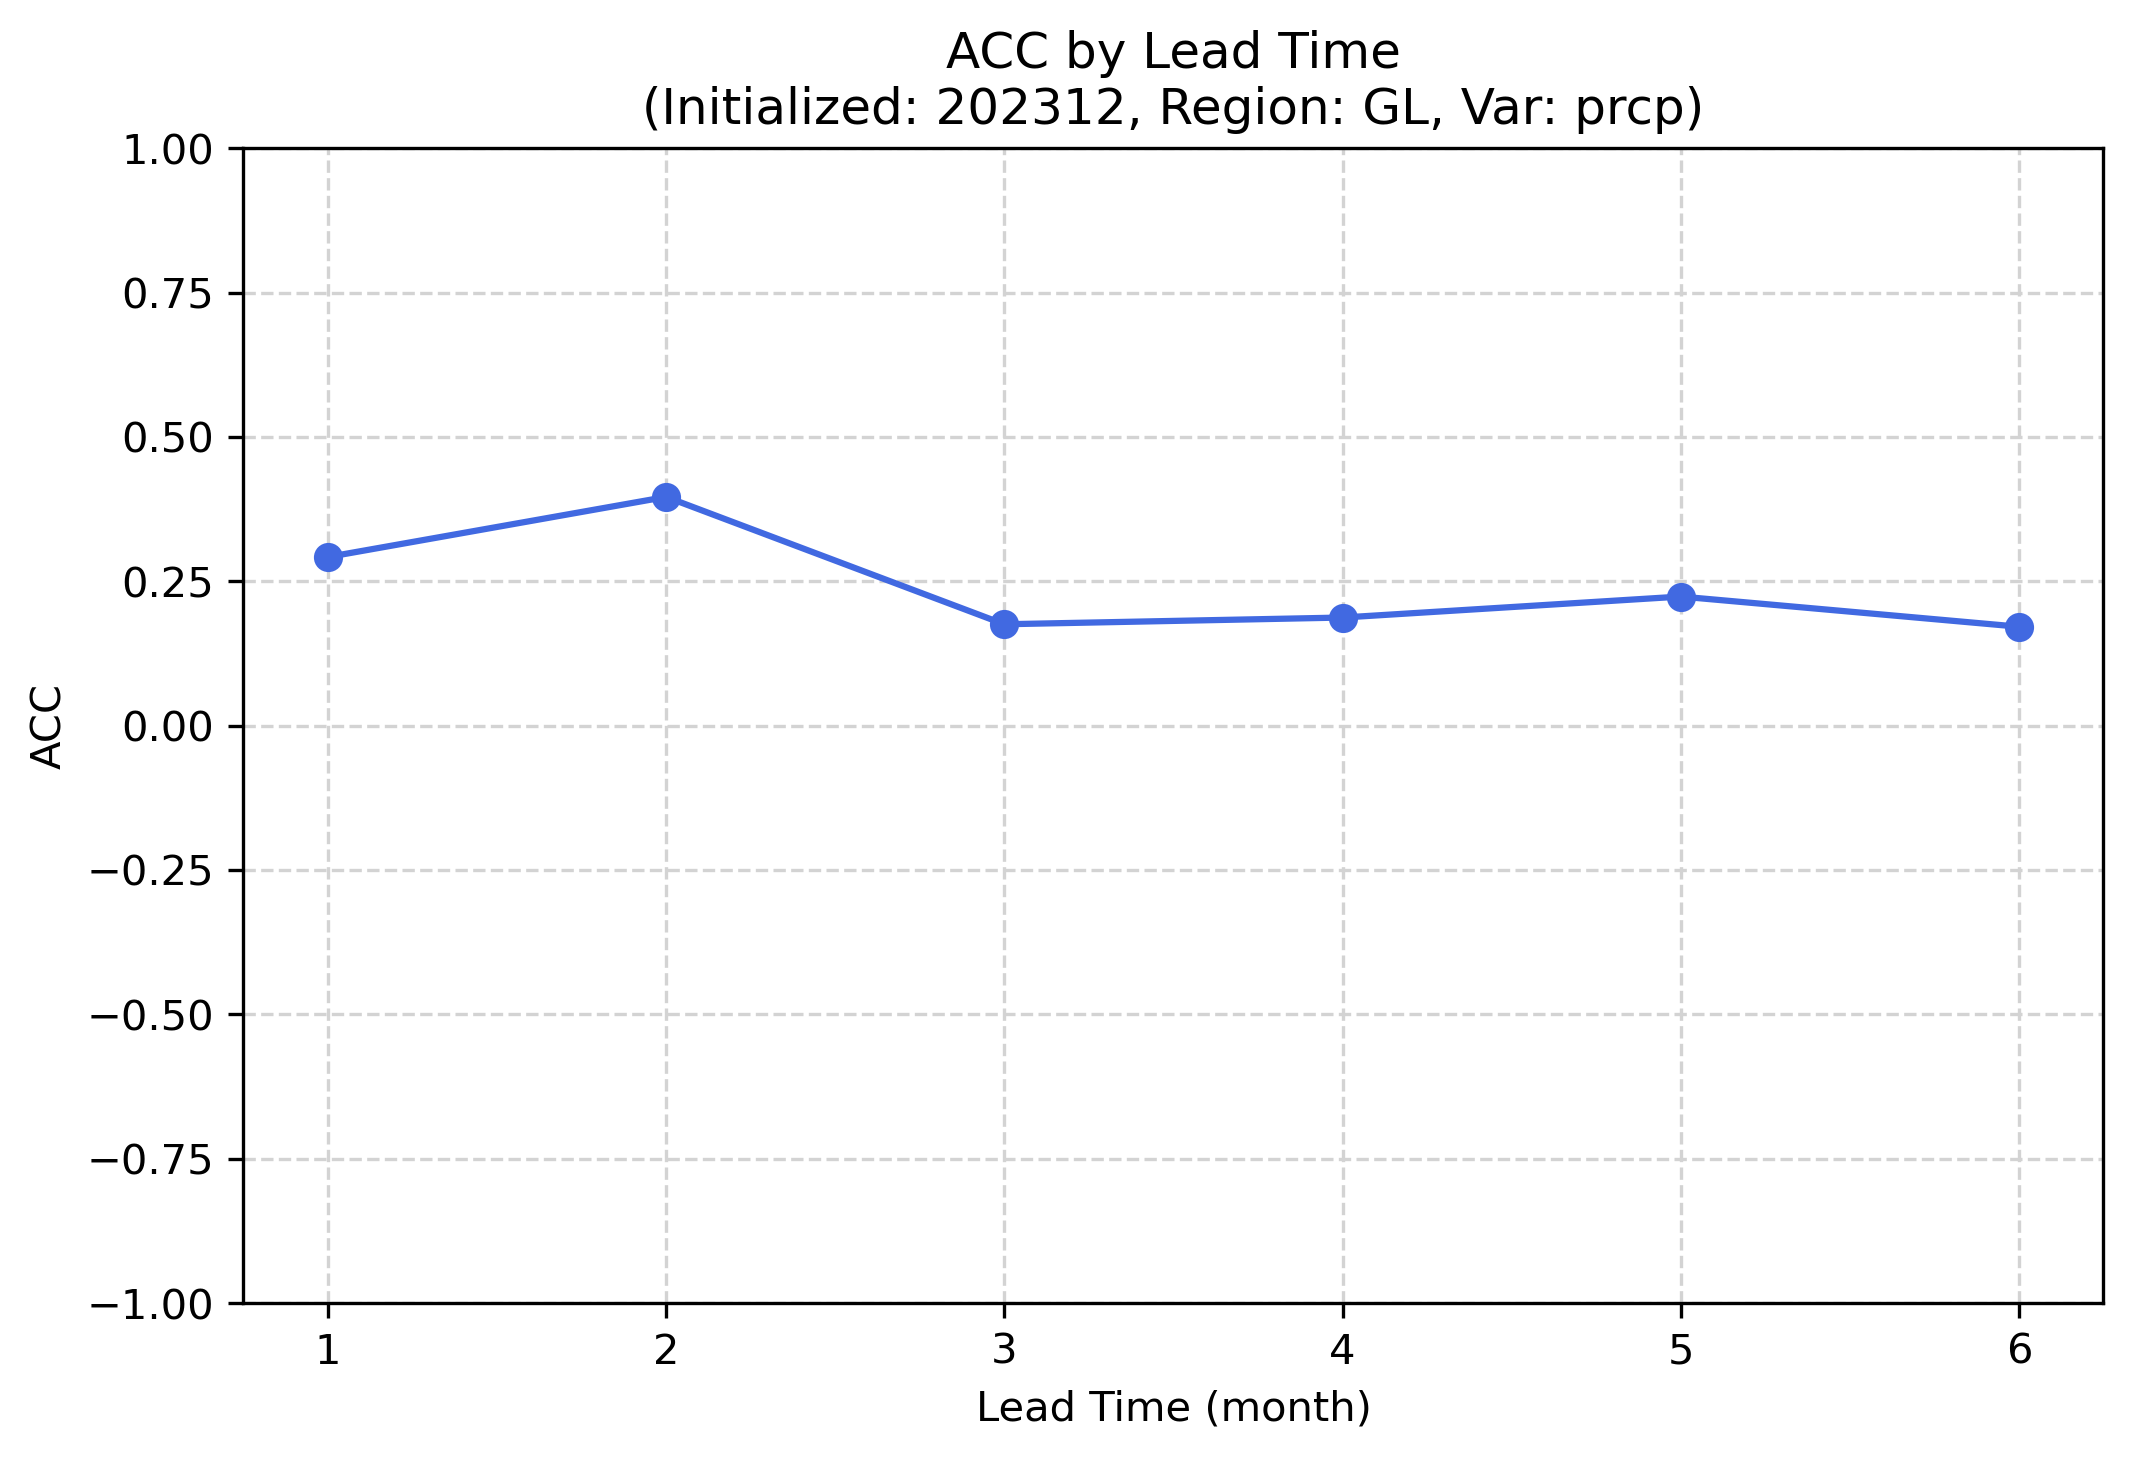 ACC by Lead Time
(Initialized: 202312, Region: GL, Var: prcp)
1.00
0.75
0.50
0.25
0.00
−0.25
−0.50
−0.75
−1.00
ACC
1 2 3 4 5 6
Lead Time (month)